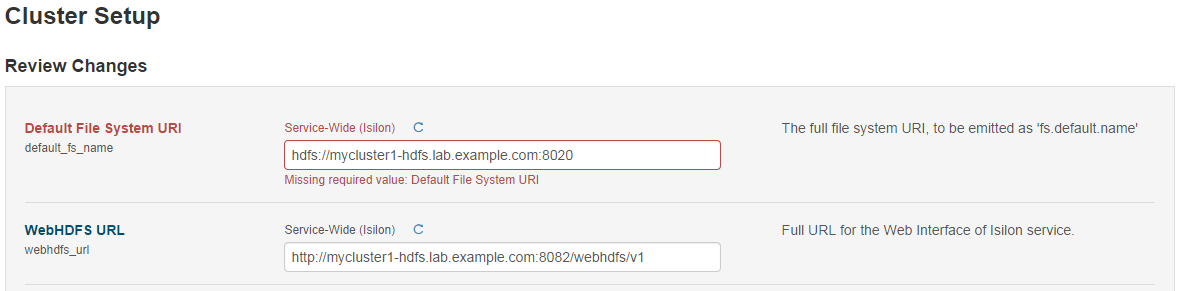 Cluster Setup
Review Changes
Default File System URI
default_fs_name
Service-Wide (Isilon)
hdfs://mycluster1-hdfs.lab.example.com:8020
Missing required value: Default File System URI
The full file system URI, to be emitted as 'fs.default.name'
WebHDFS URL
webhdfs_url
Service-Wide (Isilon)
http://mycluster1-hdfs.lab.example.com:8082/webhdfs/v1
Full URL for the Web Interface of Isilon service.